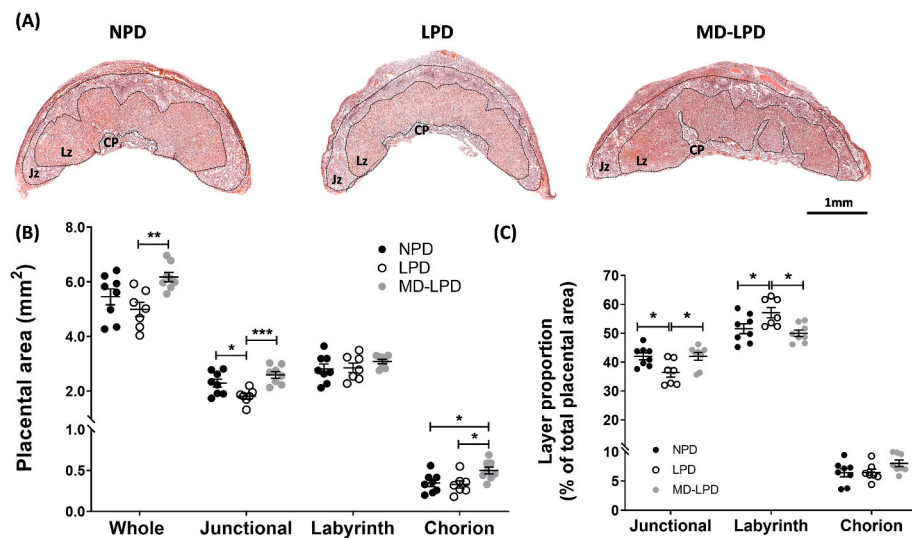 (A)
NPD
LPD
MD-LPD
CP
Lz
Jz
CP
Lz
Jz
CP
Lz
Jz
1mm
(B)
Placental area (mm²)
8.0
6.0
4.0
2.0
1.0
0.5
0.0
**
*
***
*
*
NPD
LPD
MD-LPD
Whole
Junctional
Labyrinth
Chorion
(C)
Layer proportion
(% of total placental area)
70
60
50
40
30
10
0
*
*
*
*
NPD
LPD
MD-LPD
Junctional
Labyrinth
Chorion